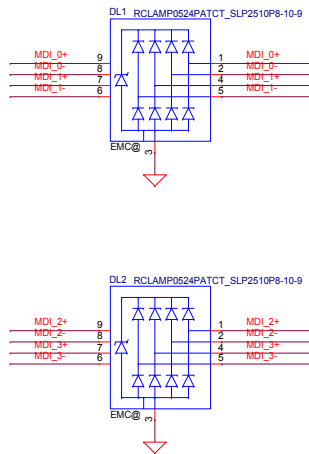 DL1 RCLAMP0524PATCT_SLP2510P8-10-9
MDI_0+ 9 1 MDI_0+
MDI_0- 8 2 MDI_0-
MDI_1+ 7 4 MDI_1+
MDI_1- 6 5 MDI_1-
EMC@ 3
DL2 RCLAMP0524PATCT_SLP2510P8-10-9
MDI_2+ 9 1 MDI_2+
MDI_2- 8 2 MDI_2-
MDI_3+ 7 4 MDI_3+
MDI_3- 6 5 MDI_3-
EMC@ 3